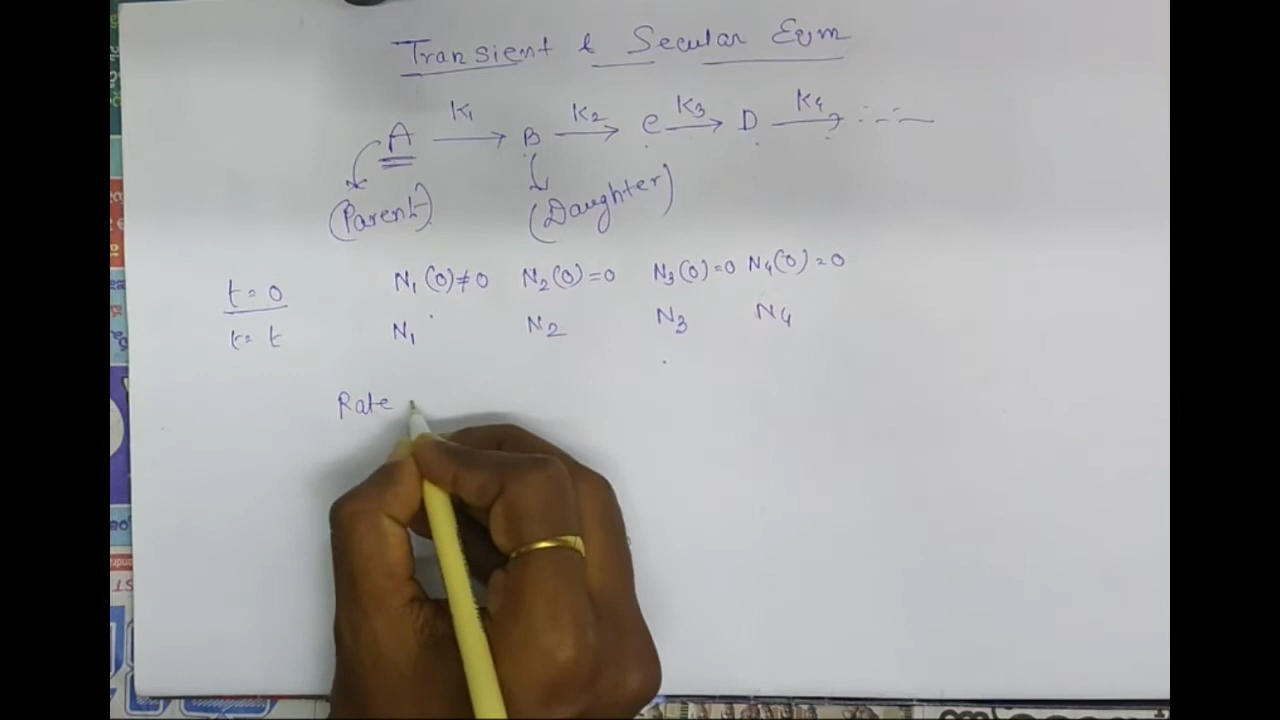 Transient & Secular Eqm
A K₁→ B K₂→ C K₃→ D K₄→
(Parent) (Daughter)
t = 0 N₁(0)≠0 N₂(0)=0 N₃(0)=0 N₄(0)=0
t = t N₁ N₂ N₃ N₄
Rate